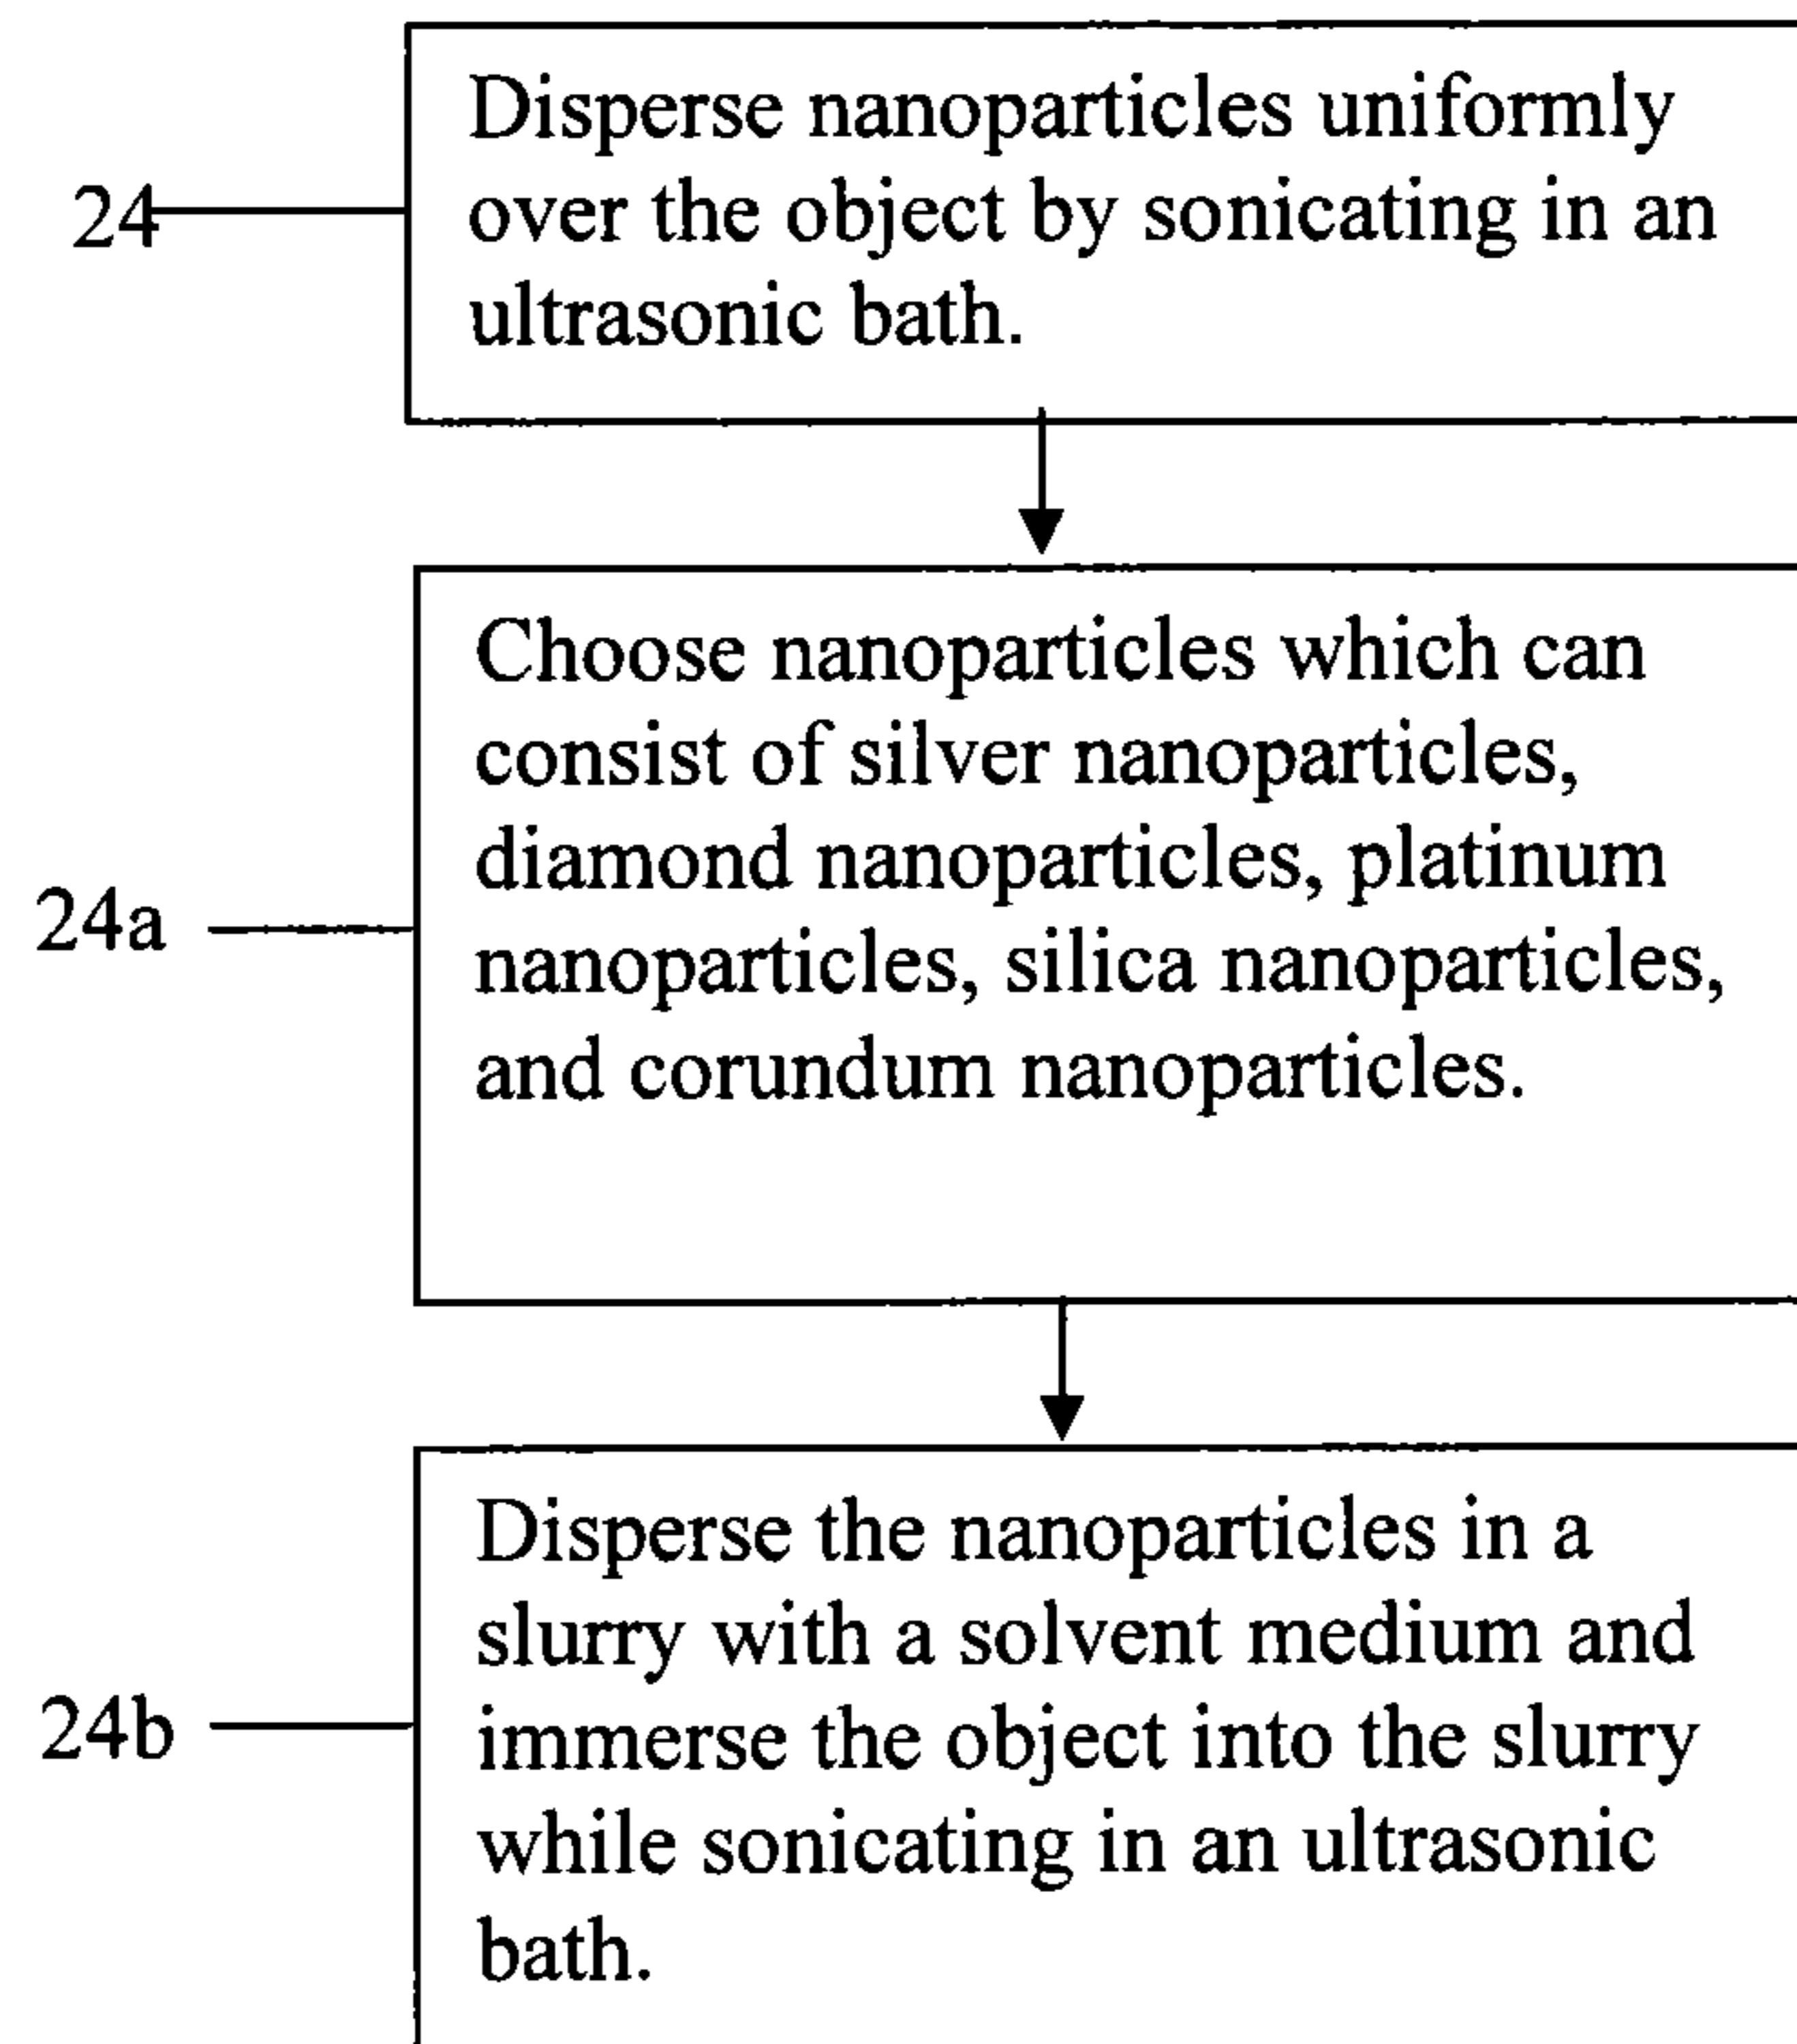 24
Disperse nanoparticles uniformly
over the object by sonicating in an
ultrasonic bath.
24a
Choose nanoparticles which can
consist of silver nanoparticles,
diamond nanoparticles, platinum
nanoparticles, silica nanoparticles,
and corundum nanoparticles.
24b
Disperse the nanoparticles in a
slurry with a solvent medium and
immerse the object into the slurry
while sonicating in an ultrasonic
bath.